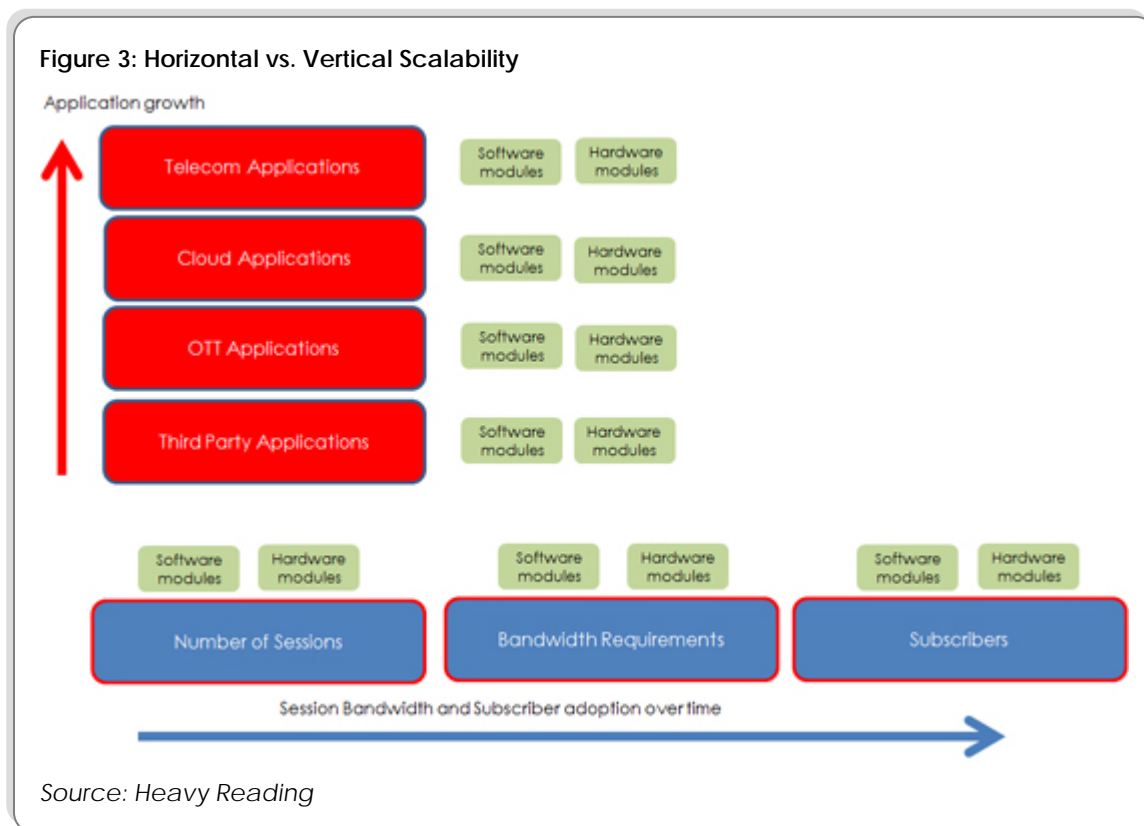 Figure 3: Horizontal vs. Vertical Scalability
Application growth
Telecom Applications
Software modules
Hardware modules
Cloud Applications
Software modules
Hardware modules
OTT Applications
Software modules
Hardware modules
Third Party Applications
Software modules
Hardware modules
Software modules
Hardware modules
Software modules
Hardware modules
Software modules
Hardware modules
Number of Sessions
Bandwidth Requirements
Subscribers
Session Bandwidth and Subscriber adoption over time
Source: Heavy Reading